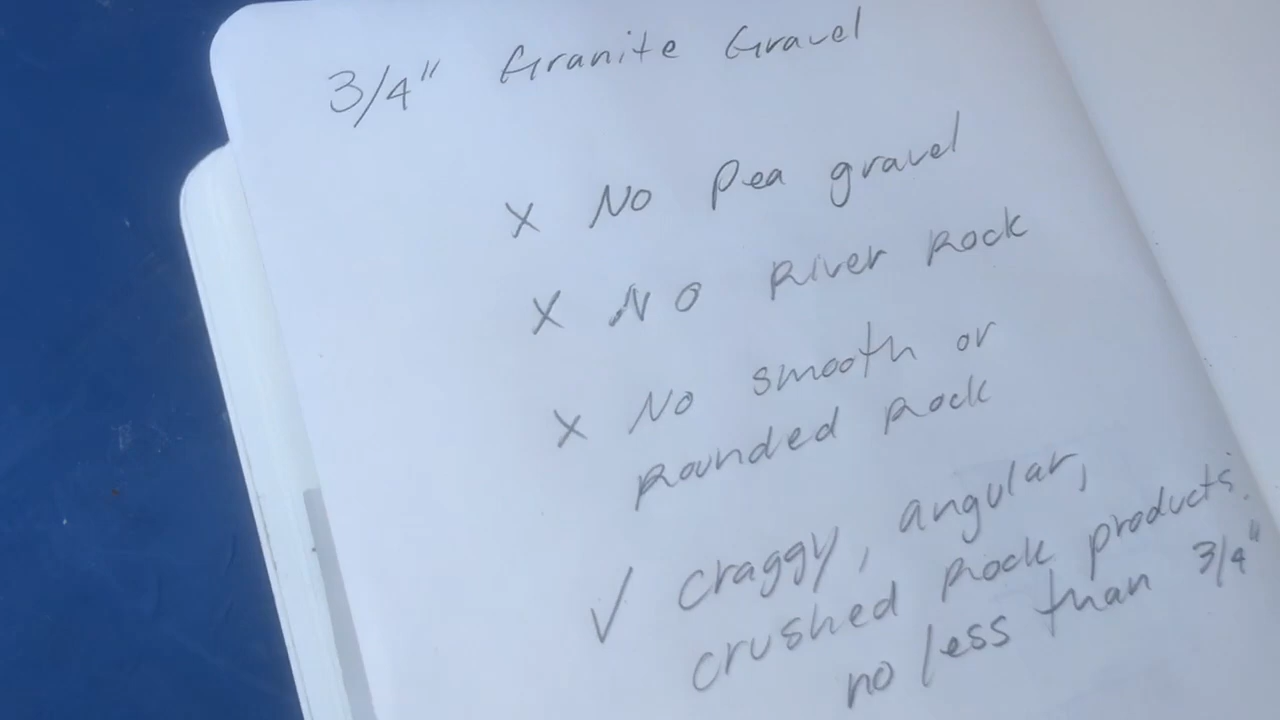 3/4" Granite Gravel
x No Pea gravel
x No River Rock
x No smooth or
rounded Rock
✓ craggy, angular,
crushed Rock products.
no less than 3/4"